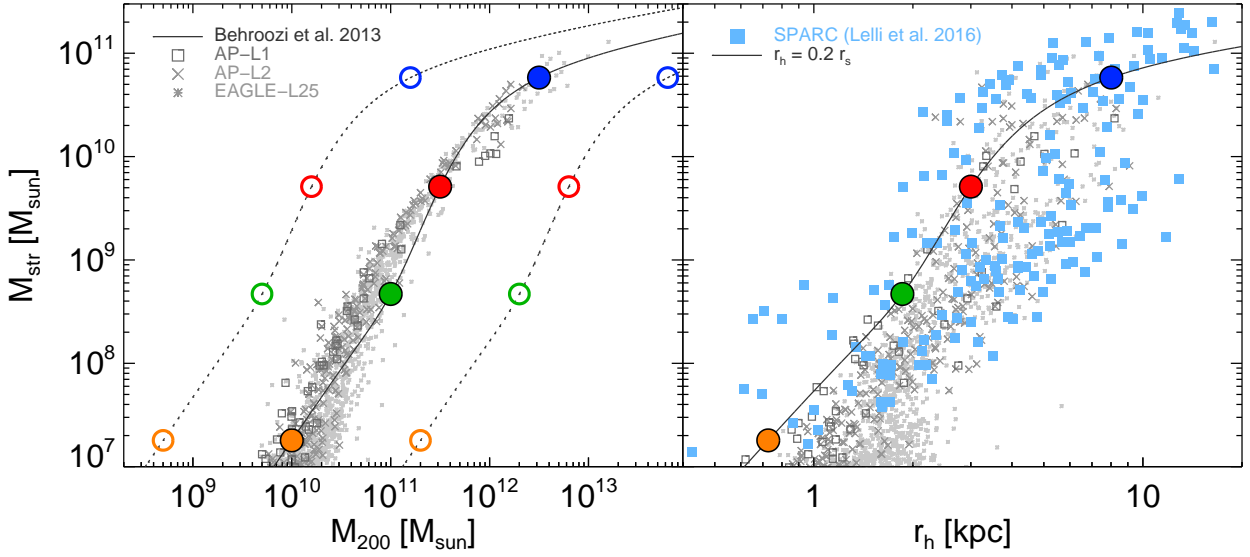 Behroozi et al. 2013
AP−L1
AP−L2
EAGLE−L25
SPARC (Lelli et al. 2016)
r_h = 0.2 r_s
10^11
10^10
10^9
10^8
10^7
M_str [M_sun]
10^9 10^10 10^11 10^12 10^13
1 10
M_200 [M_sun]
r_h [kpc]